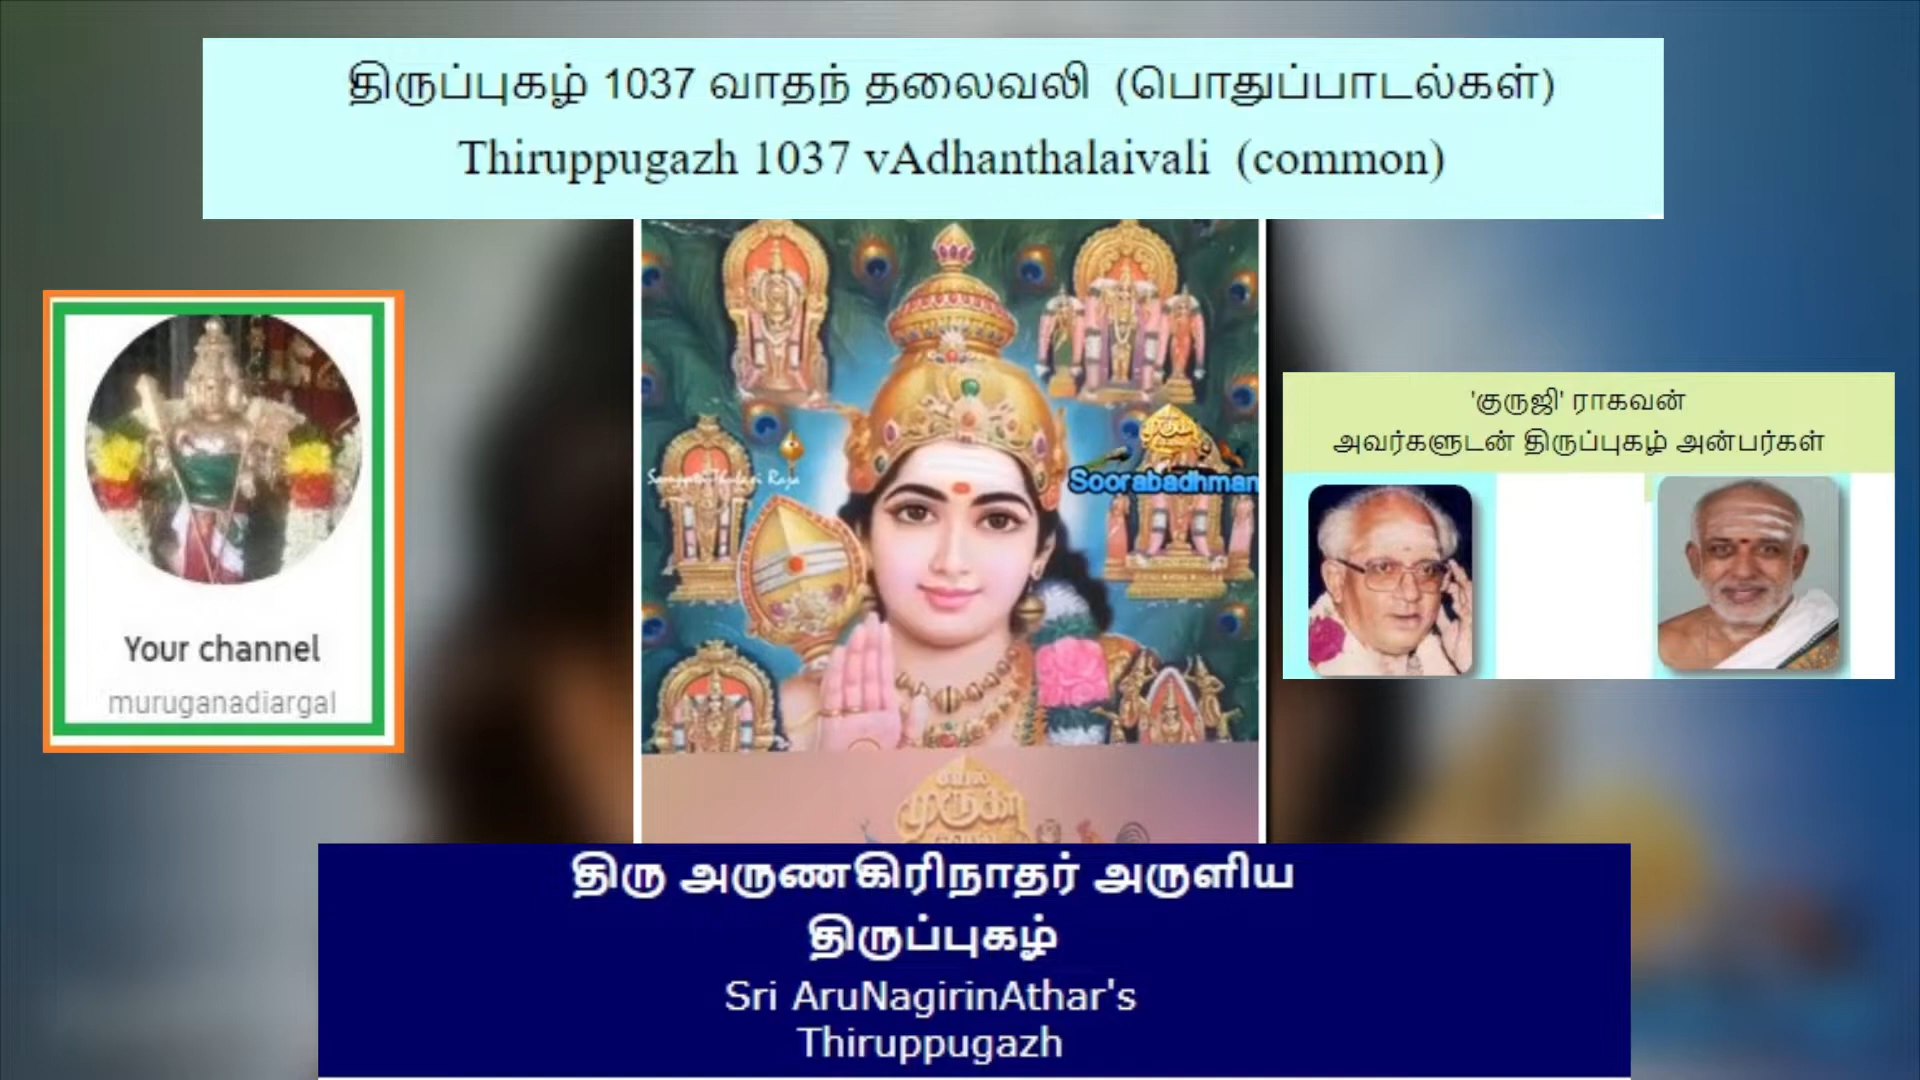 திருப்புகழ் 1037 வாதந் தலைவலி (பொதுப்பாடல்கள்)
Thiruppugazh 1037 vAdhanthalaivali (common)
Soorabadhman
'குருஜி' ராகவன்
அவர்களுடன் திருப்புகழ் அன்பர்கள்
Your channel
muruganadiargal
முருகா
திரு அருணகிரிநாதர் அருளிய
திருப்புகழ்
Sri AruNagirinAthar's
Thiruppugazh